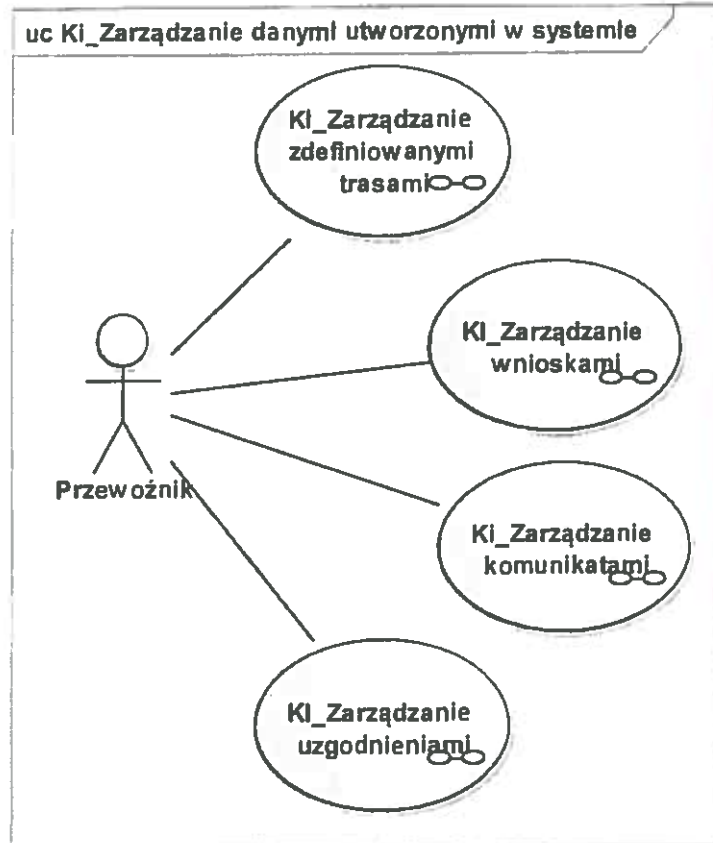 uc Ki_Zarządzanie danymi utworzonymi w systemie
Ki_Zarządzanie
zdefiniowanymi
trasami
Ki_Zarządzanie
wnioskami
Przewoźnik
Ki_Zarządzanie
komunikatami
Ki_Zarządzanie
uzgodnieniami